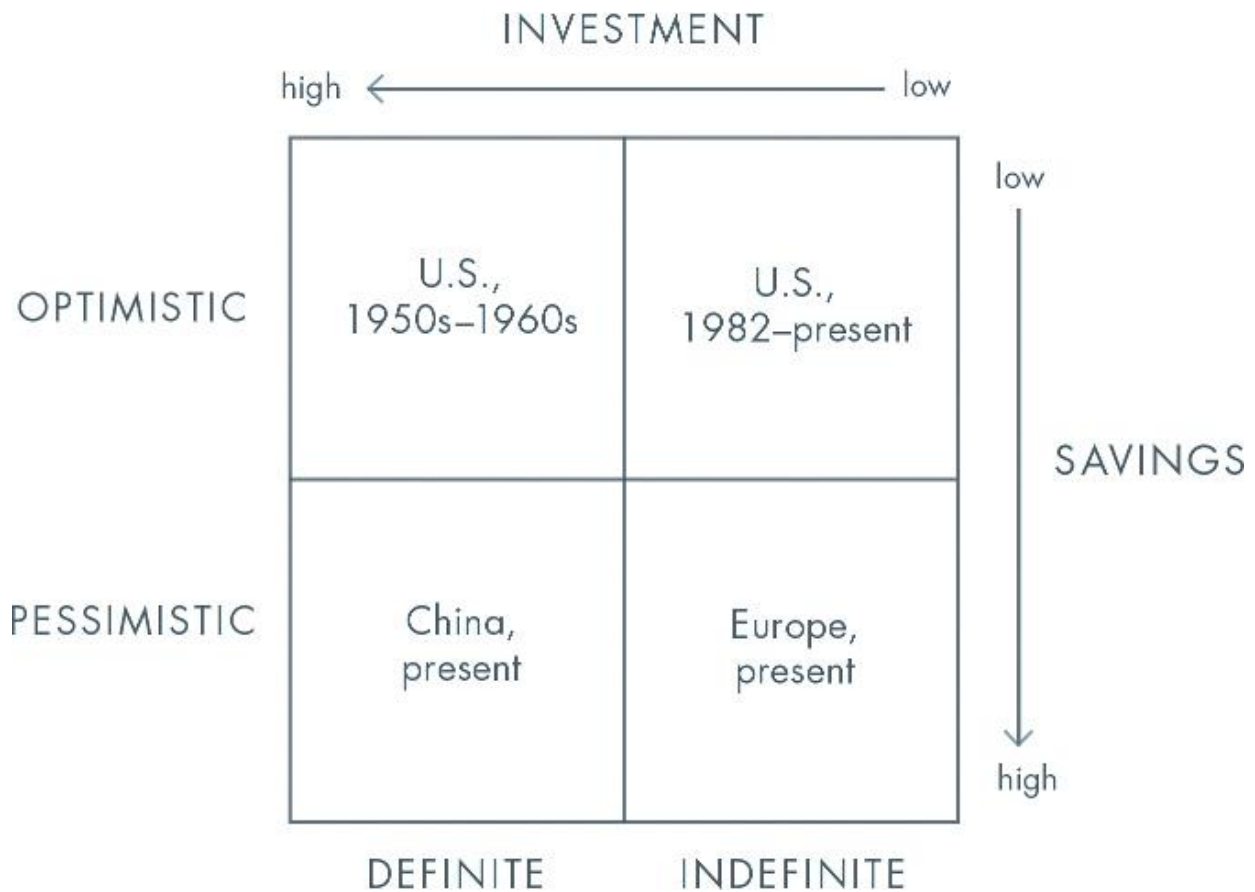 INVESTMENT
high
low
low
U.S.,
1950s–1960s
U.S.,
1982–present
OPTIMISTIC
SAVINGS
PESSIMISTIC
China,
present
Europe,
present
high
DEFINITE
INDEFINITE